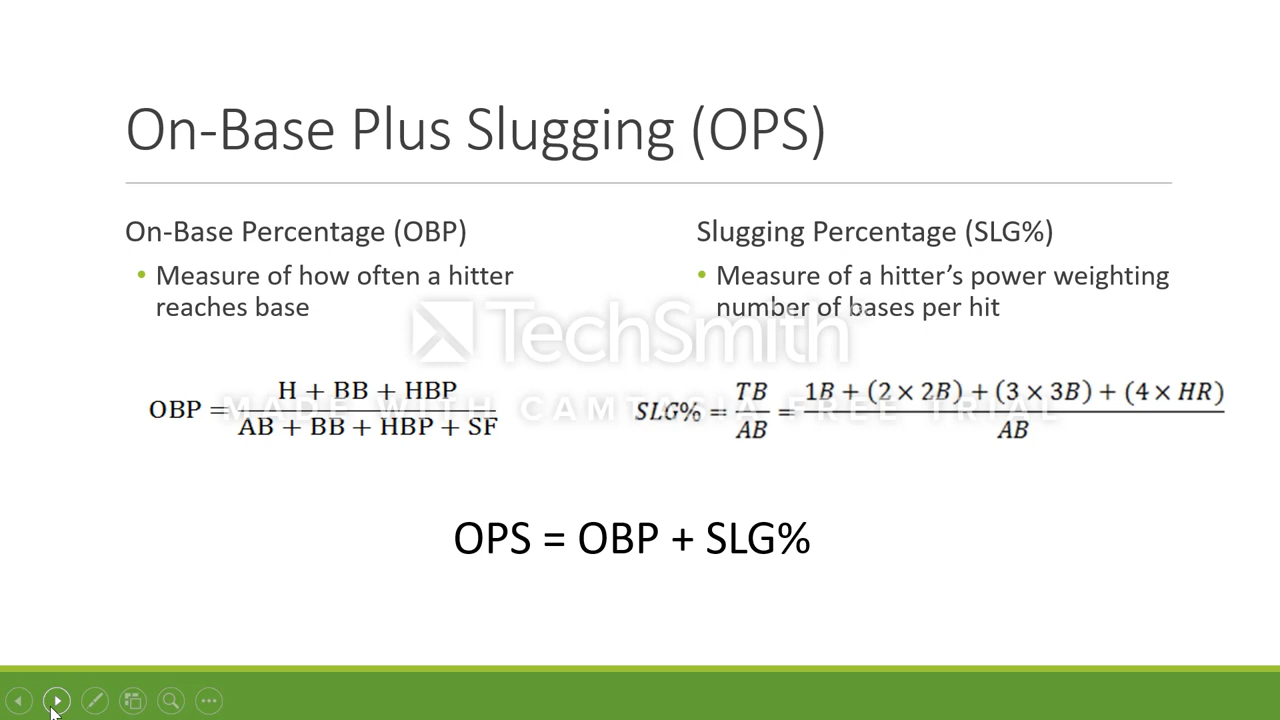 On-Base Plus Slugging (OPS)
On-Base Percentage (OBP)
• Measure of how often a hitter
reaches base
OBP = (H + BB + HBP) / (AB + BB + HBP + SF)
Slugging Percentage (SLG%)
• Measure of a hitter’s power weighting
number of bases per hit
SLG% = TB / AB = (1B + (2 × 2B) + (3 × 3B) + (4 × HR)) / AB
TechSmith
MADE WITH CAMTASIA FREE TRIAL
OPS = OBP + SLG%